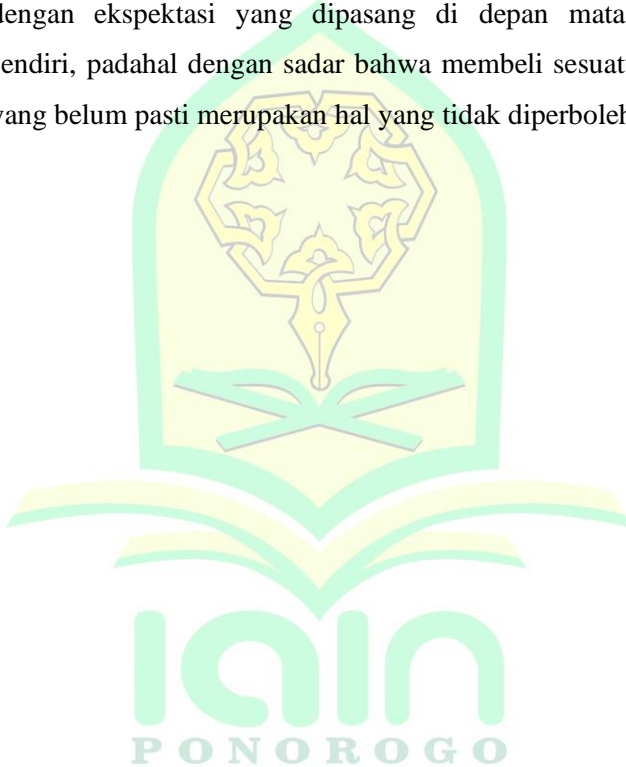 dengan ekspektasi yang dipasang di depan mata
endiri, padahal dengan sadar bahwa membeli sesuat
yang belum pasti merupakan hal yang tidak diperboleh
iain
PONOROGO